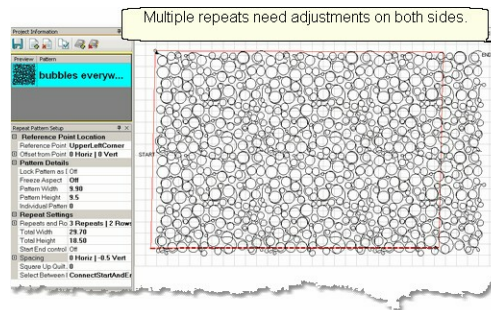 Multiple repeats need adjustments on both sides.
Project Information
Preview Pattern
bubbles everyw...
END
START
Repeat Pattern Setup
Reference Point Location
Reference Point UpperLeftCorner
Offset from Point 0 Horiz | 0 Vert
Pattern Details
Lock Pattern as I Off
Freeze Aspect Off
Pattern Width 9.90
Pattern Height 9.5
Individual Pattern 0
Repeat Settings
Repeats and Ro 3 Repeats | 2 Rows
Total Width 29.70
Total Height 18.50
Start End control Off
Spacing 0 Horiz | -0.5 Vert
Square Up Quilt. 0
Select Between I ConnectStartAndEr